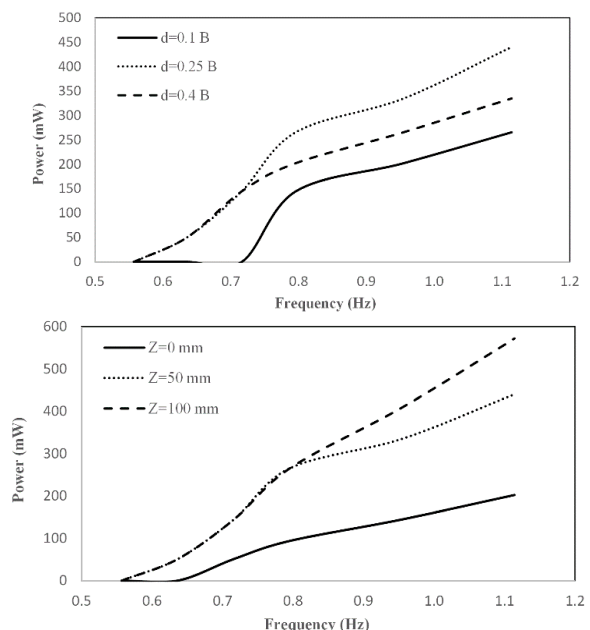 500
450
400
350
300
250
200
150
100
50
0
Power (mW)
d=0.1 B
d=0.25 B
d=0.4 B
0.5 0.6 0.7 0.8 0.9 1.0 1.1 1.2
Frequency (Hz)
600
500
400
300
200
100
0
Power (mW)
Z=0 mm
Z=50 mm
Z=100 mm
0.5 0.6 0.7 0.8 0.9 1.0 1.1 1.2
Frequency (Hz)